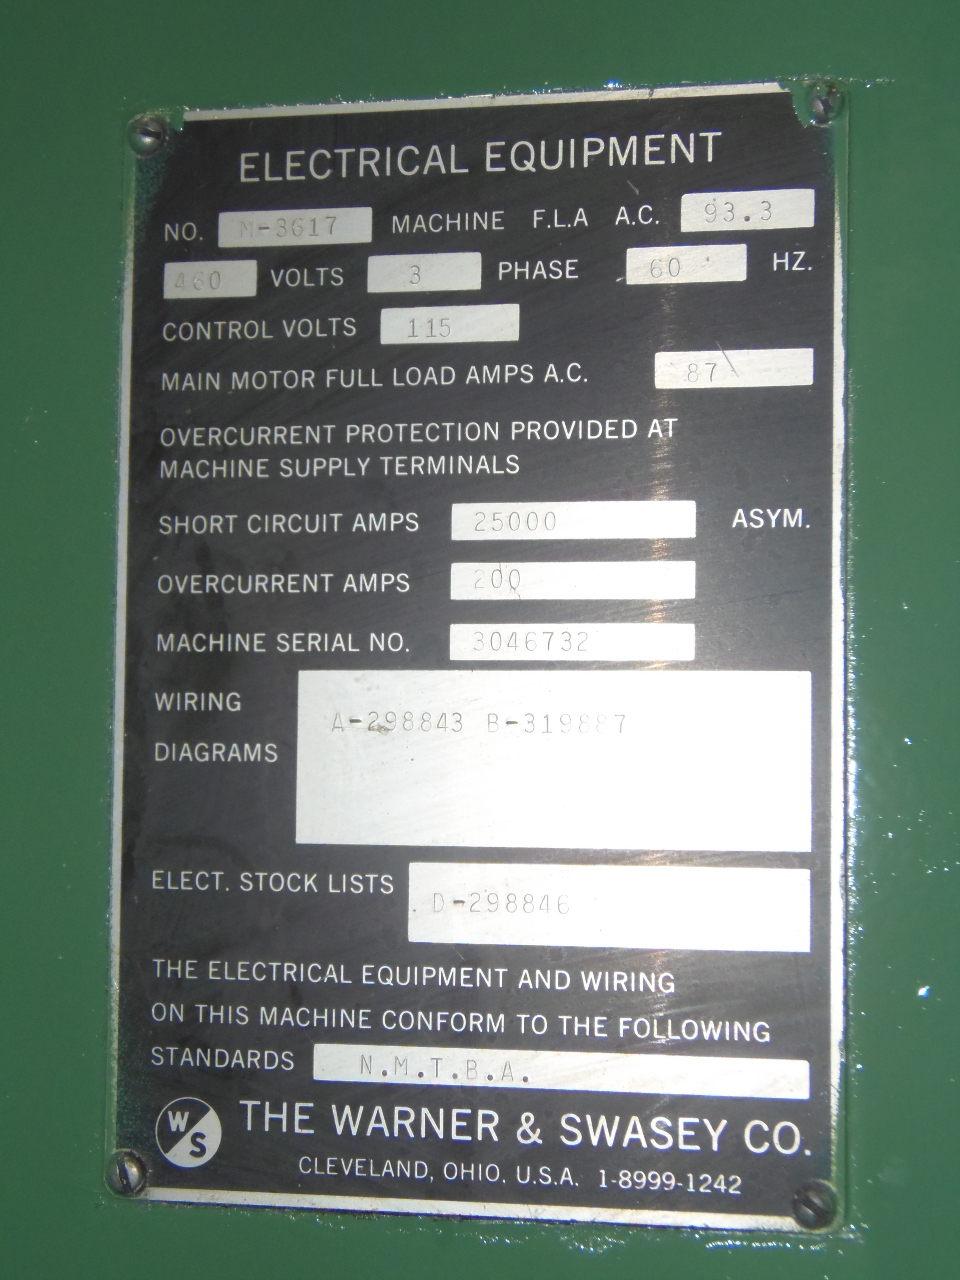 ELECTRICAL EQUIPMENT
NO. M-3617 MACHINE F.L.A A.C. 93.3
460 VOLTS 3 PHASE 60 HZ.
CONTROL VOLTS 115
MAIN MOTOR FULL LOAD AMPS A.C. 87
OVERCURRENT PROTECTION PROVIDED AT
MACHINE SUPPLY TERMINALS
SHORT CIRCUIT AMPS 25000 ASYM.
OVERCURRENT AMPS 200
MACHINE SERIAL NO. 3046732
WIRING
A-298843 B-319887
DIAGRAMS
ELECT. STOCK LISTS D-298846
THE ELECTRICAL EQUIPMENT AND WIRING
ON THIS MACHINE CONFORM TO THE FOLLOWING
STANDARDS N.M.T.B.A.
WS THE WARNER & SWASEY CO.
CLEVELAND, OHIO. U.S.A. 1-8999-1242